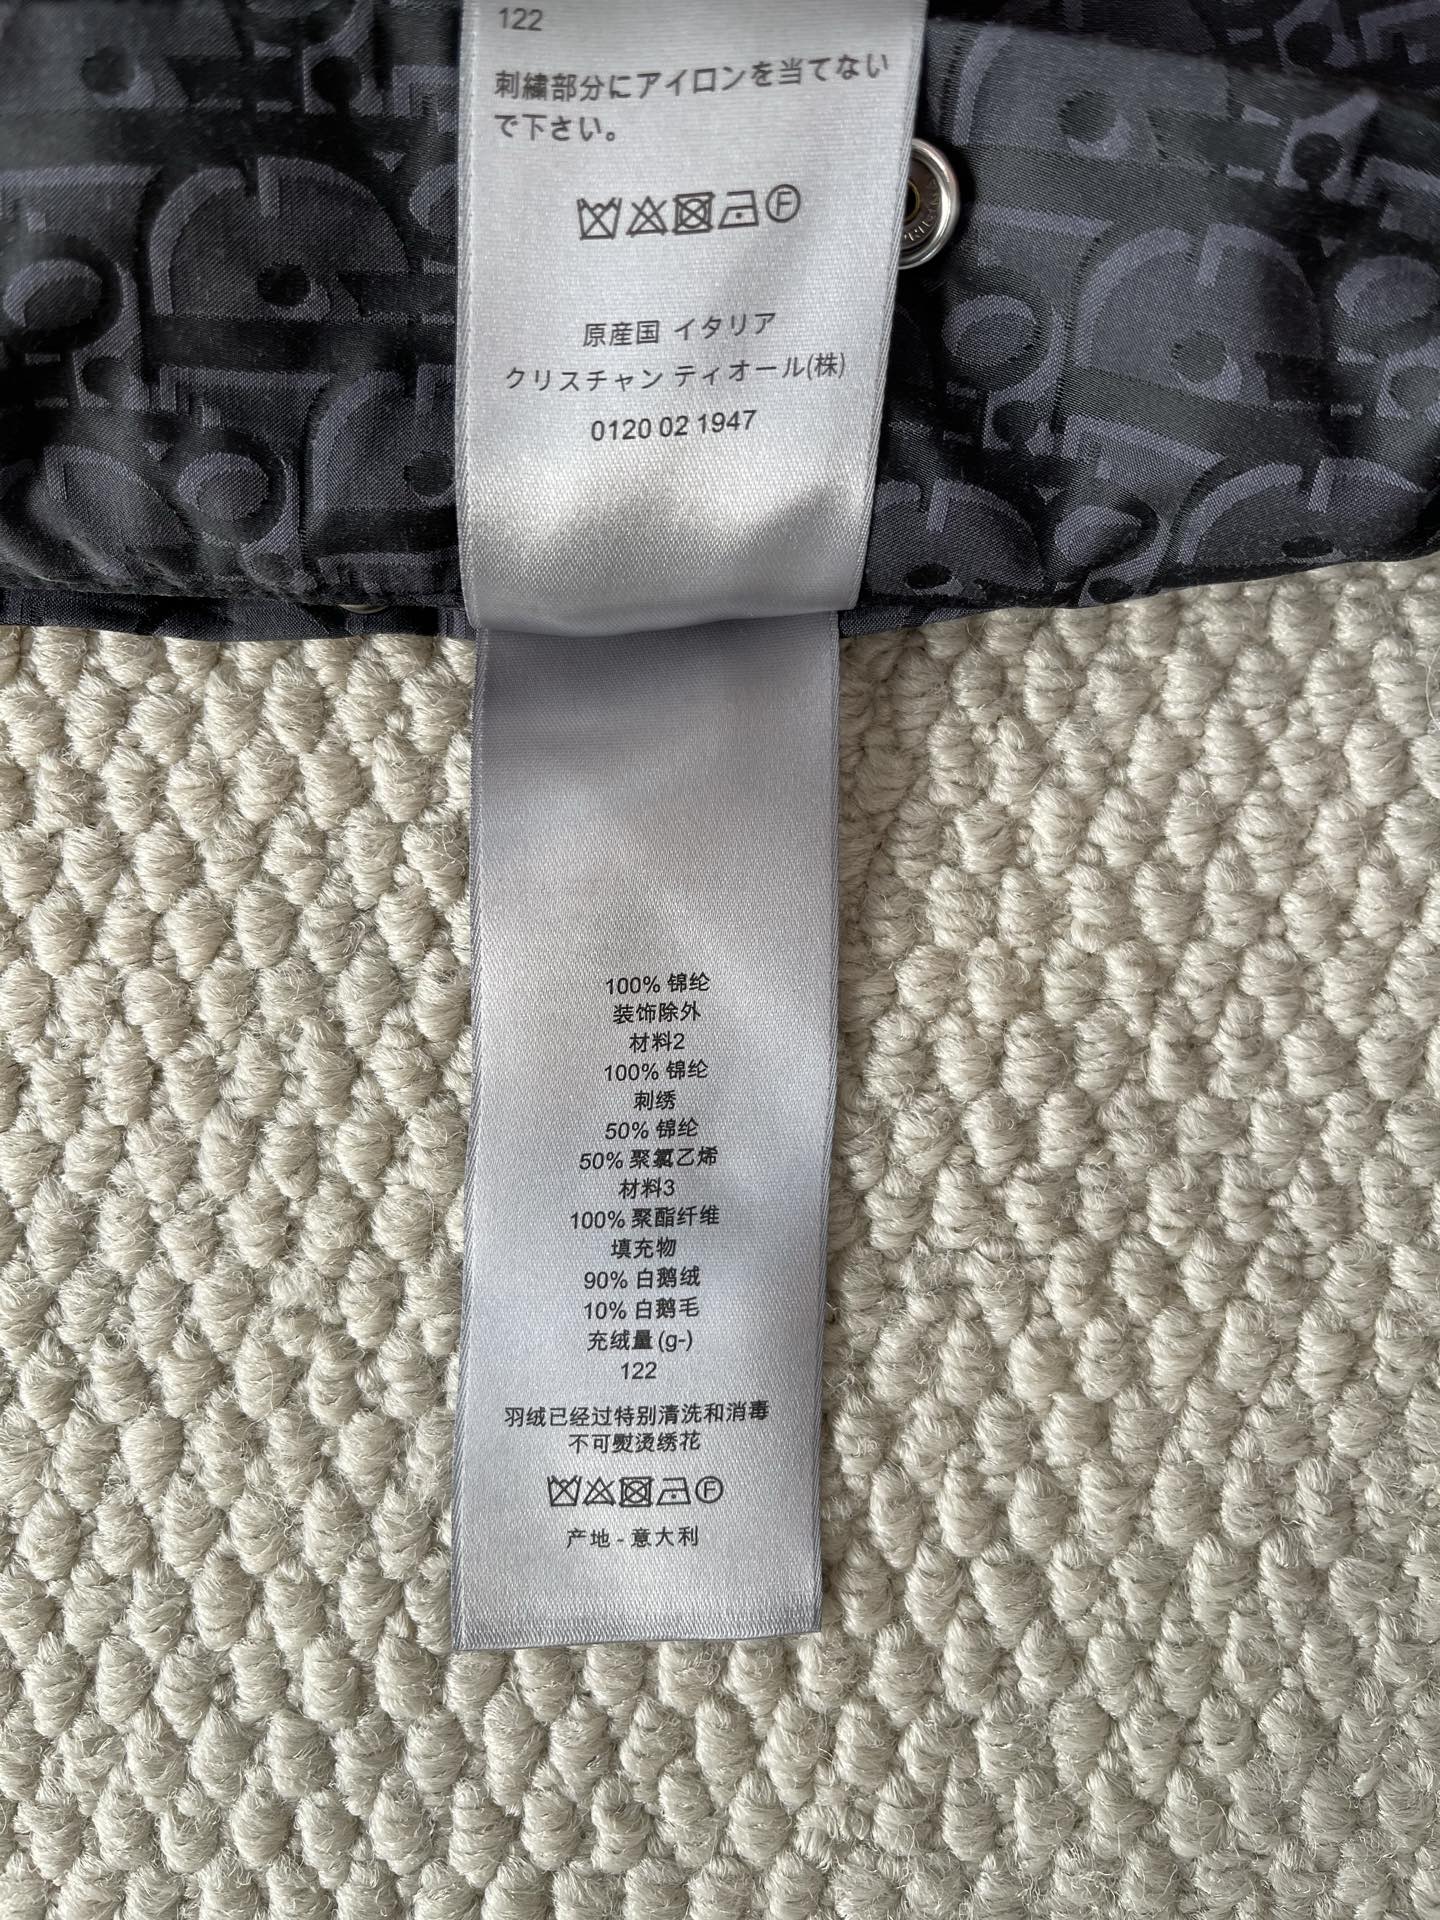 122
刺繍部分にアイロンを当てない
で下さい。
F
原産国 イタリア
クリスチャン ディオール(株)
0120 02 1947
100% 锦纶
装饰除外
材料2
100% 锦纶
刺绣
50% 锦纶
50% 聚氯乙烯
材料3
100% 聚酯纤维
填充物
90% 白鹅绒
10% 白鹅毛
充绒量 (g-)
122
羽绒已经过特别清洗和消毒
不可熨烫绣花
F
产地 - 意大利